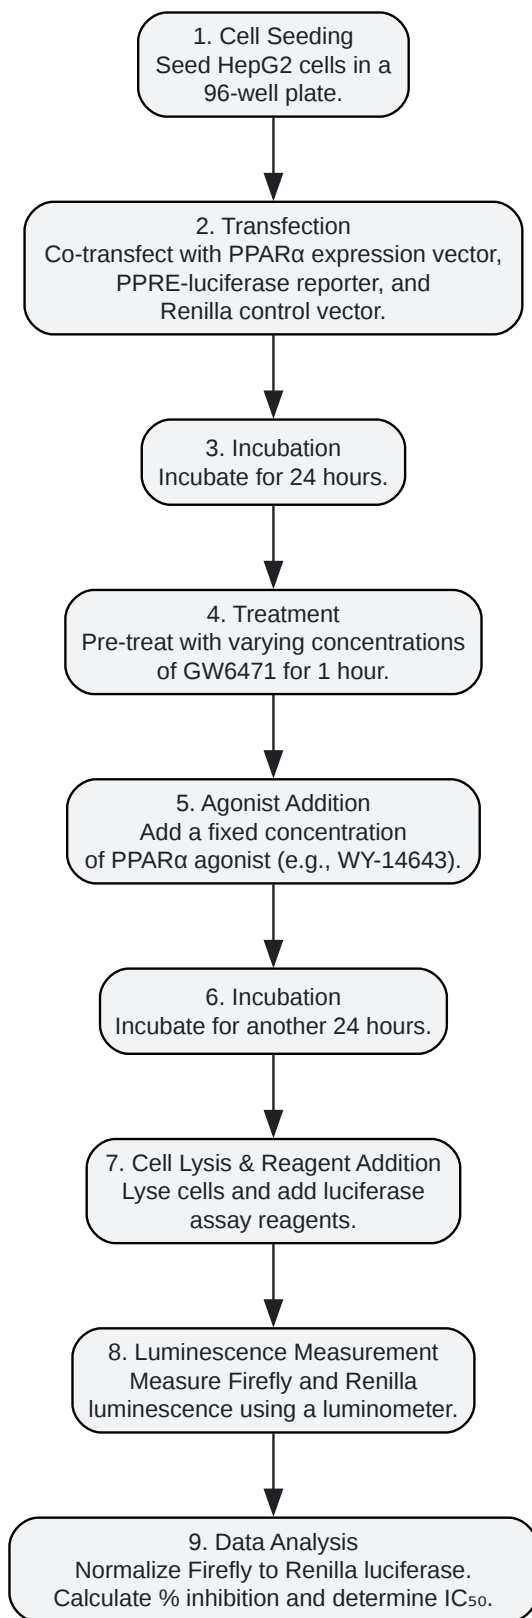 1. Cell Seeding
Seed HepG2 cells in a
96-well plate.
2. Transfection
Co-transfect with PPARα expression vector,
PPRE-luciferase reporter, and
Renilla control vector.
3. Incubation
Incubate for 24 hours.
4. Treatment
Pre-treat with varying concentrations
of GW6471 for 1 hour.
5. Agonist Addition
Add a fixed concentration
of PPARα agonist (e.g., WY-14643).
6. Incubation
Incubate for another 24 hours.
7. Cell Lysis & Reagent Addition
Lyse cells and add luciferase
assay reagents.
8. Luminescence Measurement
Measure Firefly and Renilla
luminescence using a luminometer.
9. Data Analysis
Normalize Firefly to Renilla luciferase.
Calculate % inhibition and determine IC₅₀.